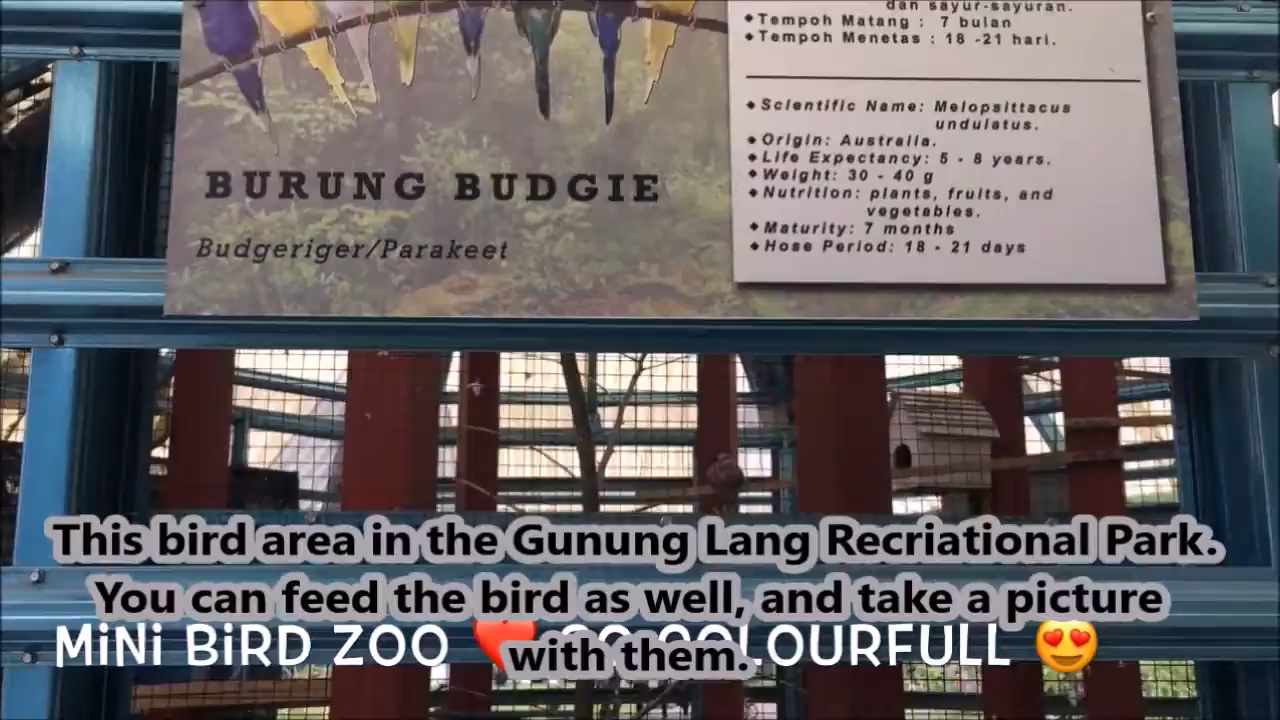 dan sayur-sayuran.
Tempoh Matang : 7 bulan
Tempoh Menetas : 18 -21 hari.
Scientific Name: Melopsittacus
undulatus.
Origin: Australia.
Life Expectancy: 5 - 8 years.
Weight: 30 - 40 g
Nutrition: plants, fruits, and
vegetables.
Maturity: 7 months
Hose Period: 18 - 21 days
BURUNG BUDGIE
Budgeriger/Parakeet
This bird area in the Gunung Lang Recriational Park.
You can feed the bird as well, and take a picture
with them.
MiNi BiRD ZOO ❤ LOURFULL 😍